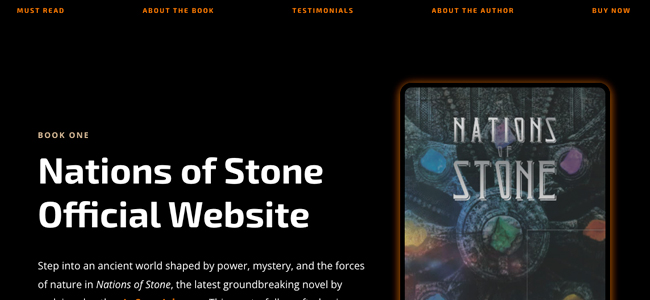 MUST READ
ABOUT THE BOOK
TESTIMONIALS
ABOUT THE AUTHOR
BUY NOW
BOOK ONE
Nations of Stone
Official Website
Step into an ancient world shaped by power, mystery, and the forces
of nature in Nations of Stone, the latest groundbreaking novel by
NATIONS
OF
STONE